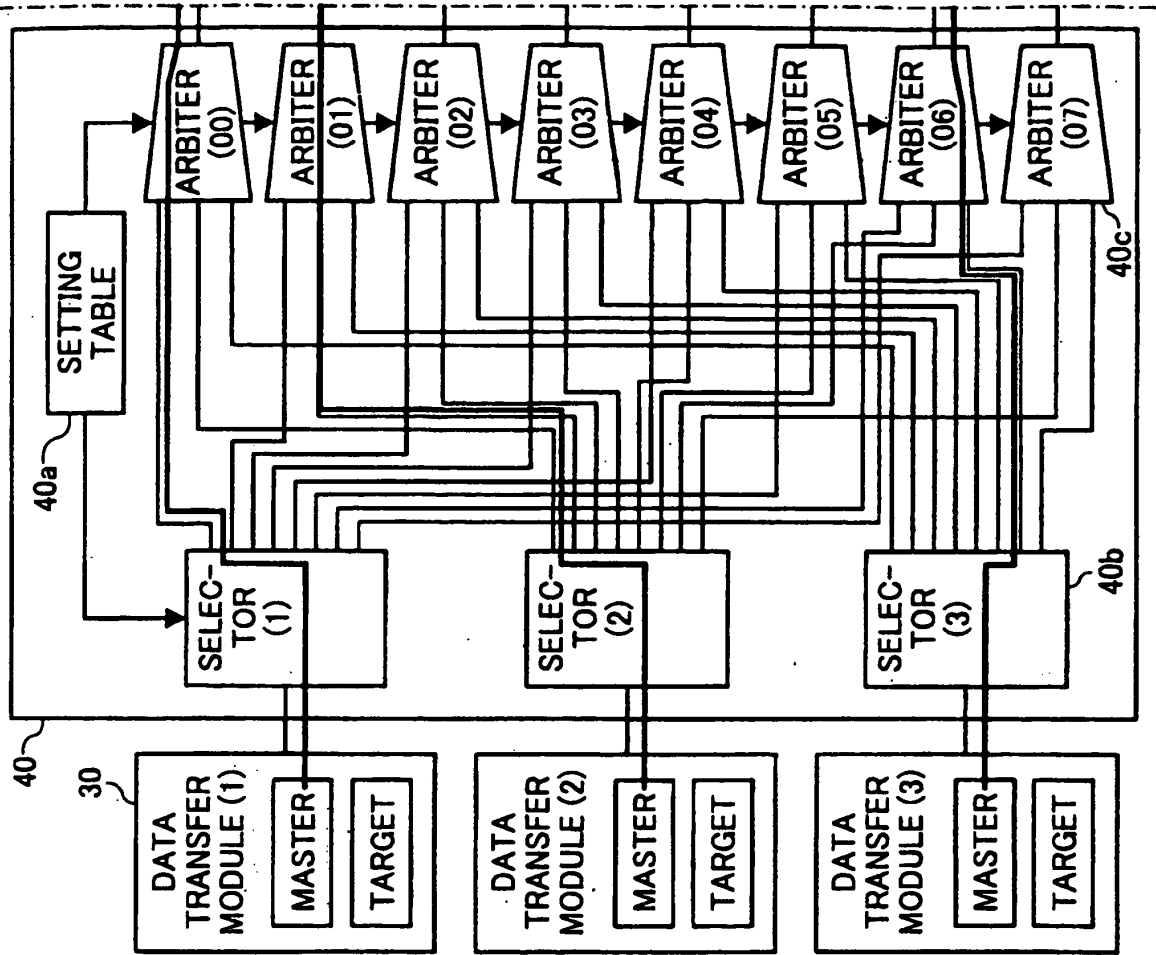 ARBITER
(00)
ARBITER
(01)
ARBITER
(02)
ARBITER
(03)
ARBITER
(04)
ARBITER
(05)
ARBITER
(06)
ARBITER
(07)
40c
SETTING
TABLE
40a
SELEC-
TOR
(1)
SELEC-
TOR
(2)
SELEC-
TOR
(3)
40b
40
30
DATA
TRANSFER
MODULE (1)
MASTER
TARGET
DATA
TRANSFER
MODULE (2)
MASTER
TARGET
DATA
TRANSFER
MODULE (3)
MASTER
TARGET